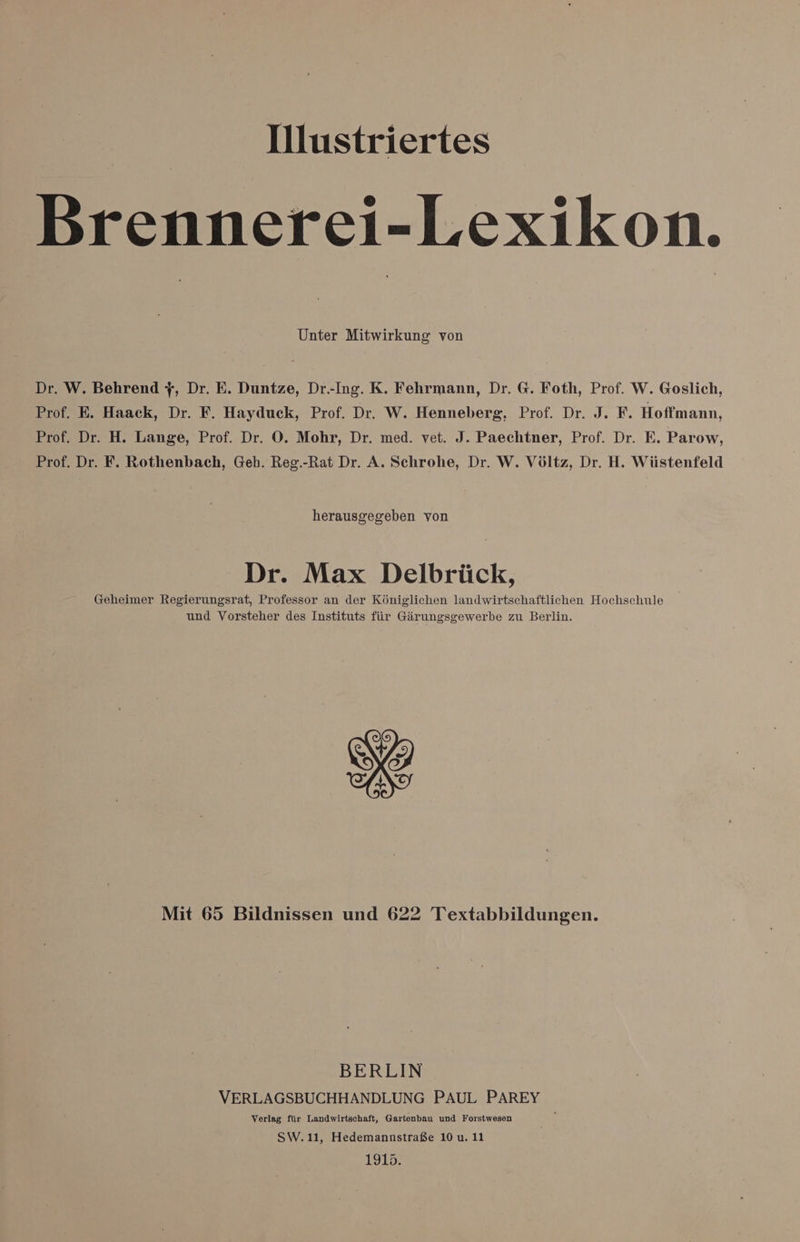 Illustriertes
Brennerei-Lexikon.
Unter Mitwirkung von
Dr. W. Behrend †, Dr. E. Duntze, Dr.-Ing. K. Fehrmann, Dr. G. Foth, Prof. W. Goslich,
Prof. E. Haack, Dr. F. Hayduck, Prof. Dr. W. Henneberg, Prof. Dr. J. F. Hoffmann,
Prof. Dr. H. Lange, Prof. Dr. O. Mohr, Dr. med. vet. J. Paechtner, Prof. Dr. E. Parow,
Prof. Dr. F. Rothenbach, Geh. Reg.-Rat Dr. A. Schrohe, Dr. W. Völtz, Dr. H. Wüstenfeld
herausgegeben von
Dr. Max Delbrück,
Geheimer Regierungsrat, Professor an der Königlichen landwirtschaftlichen Hochschule
und Vorsteher des Instituts für Gärungsgewerbe zu Berlin.
Mit 65 Bildnissen und 622 Textabbildungen.
BERLIN
VERLAGSBUCHHANDLUNG PAUL PAREY
Verlag für Landwirtschaft, Gartenbau und Forstwesen
SW. 11, Hedemannstraße 10 u. 11
1915.